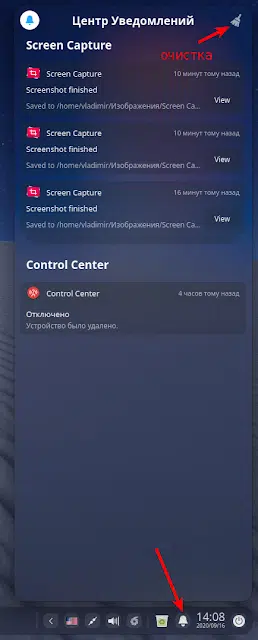 Центр Уведомлений
очистка
Screen Capture
Screen Capture 10 минут тому назад
Screenshot finished
View
Saved to /home/vladimir/Изображения/Screen Ca...
Screen Capture 10 минут тому назад
Screenshot finished
View
Saved to /home/vladimir/Изображения/Screen Ca...
Screen Capture 16 минут тому назад
Screenshot finished
View
Saved to /home/vladimir/Изображения/Screen Ca...
Control Center
Control Center 4 часов тому назад
Отключено
Устройство было удалено.
14:08
2020/09/16